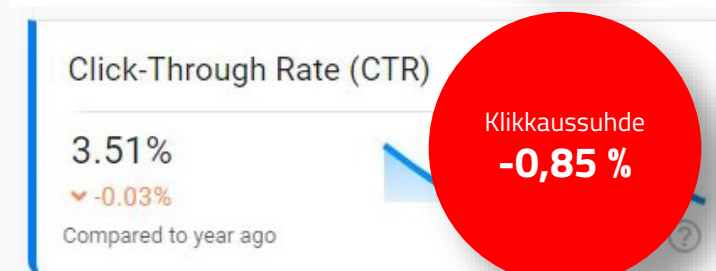 Click-Through Rate (CTR)
3.51%
-0.03%
Compared to year ago
Klikkaussuhde
-0,85 %
?